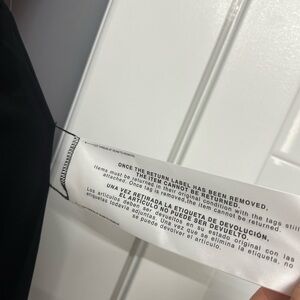 ONCE THE RETURN LABEL HAS BEEN REMOVED,
THE ITEM CANNOT BE RETURNED.
Items must be returned in their original condition, with the tags still
attached. Once tag is removed, the item cannot be returned.
UNA VEZ RETIRADA LA ETIQUETA DE DEVOLUCIÓN,
EL ARTÍCULO NO PUEDE SER DEVUELTO.
Los artículos deben ser devueltos en su estado original con las
etiquetas todavía adjuntas. Una vez que se elimina la etiqueta, no
se puede devolver, el artículo.